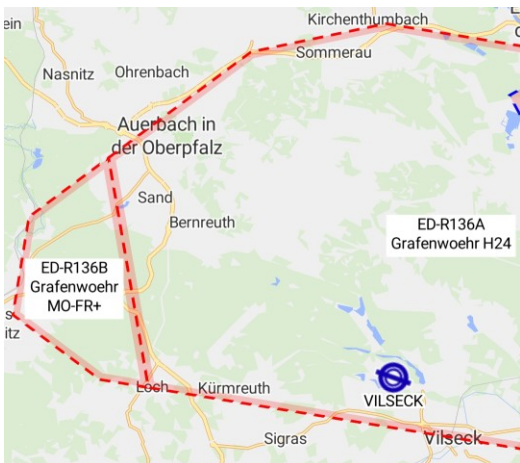 Kirchenthumbach
Sommerau
Ohrenbach
Nasnitz
Auerbach in
der Oberpfalz
Sand
Bernreuth
ED-R136A
Grafenwoehr H24
ED-R136B
Grafenwoehr
MO-FR+
itz
Loch
Kürmreuth
VILSECK
Sigras
Vilseck